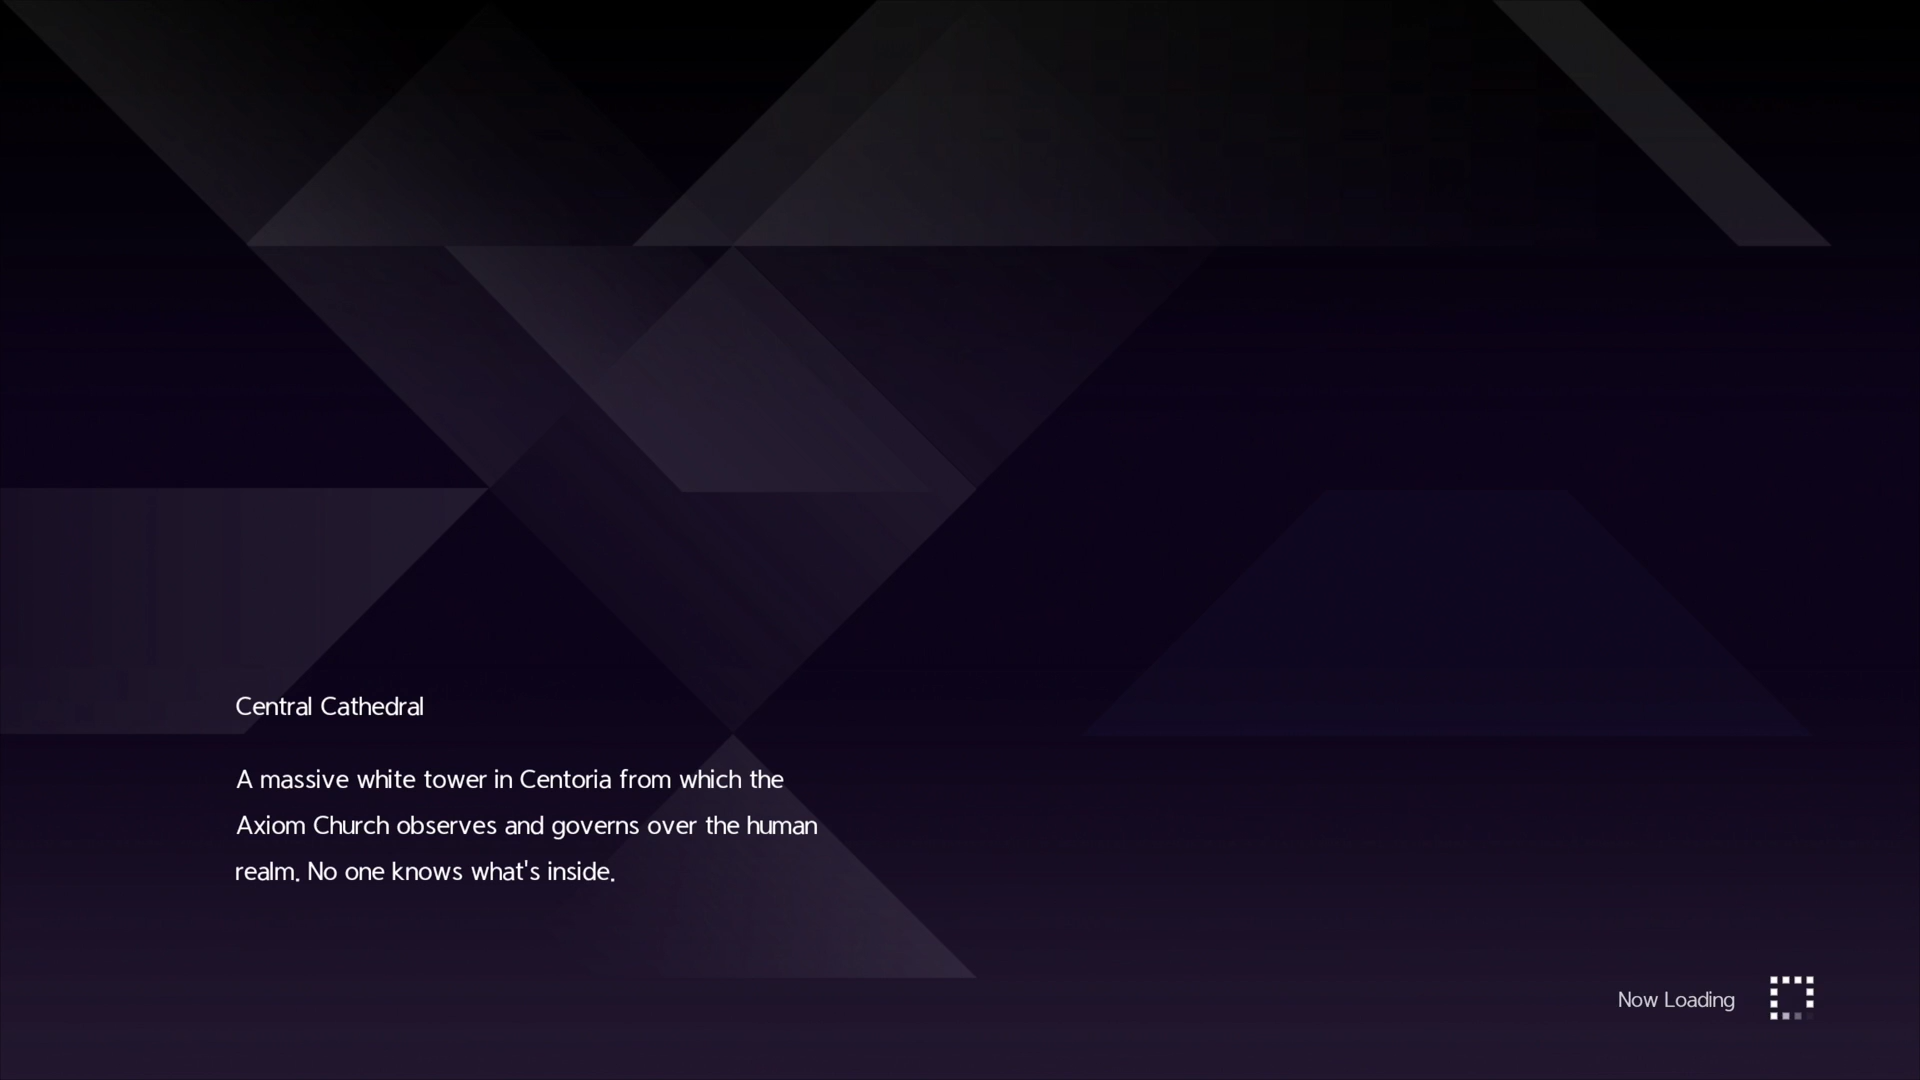 Central Cathedral
A massive white tower in Centoria from which the
Axiom Church observes and governs over the human
realm. No one knows what's inside.
Now Loading